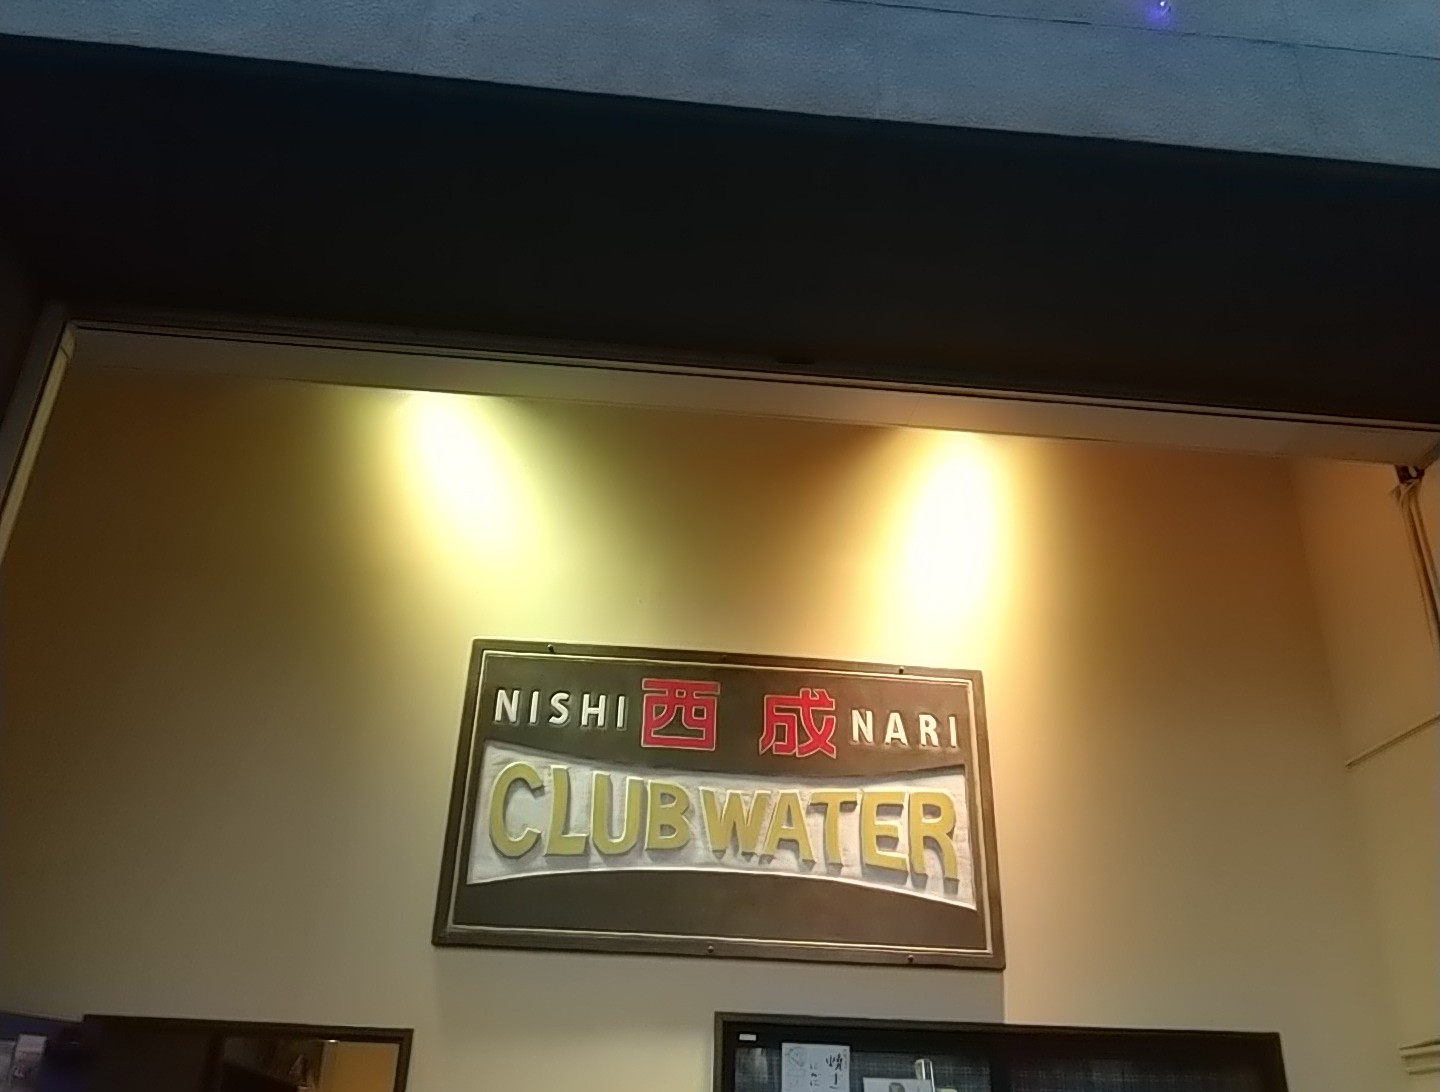 NISHI 西 成 NARI
CLUB WATER